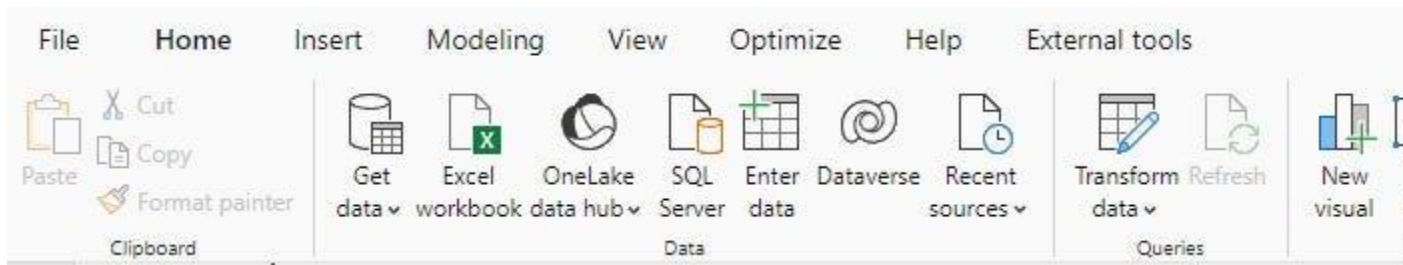 File Home Insert Modeling View Optimize Help External tools
Paste
Cut
Copy
Format painter
Clipboard
Get
data
Excel
workbook
OneLake
data hub
SQL
Server
Enter
data
Dataverse
Recent
sources
Data
Transform
data
Refresh
Queries
New
visual